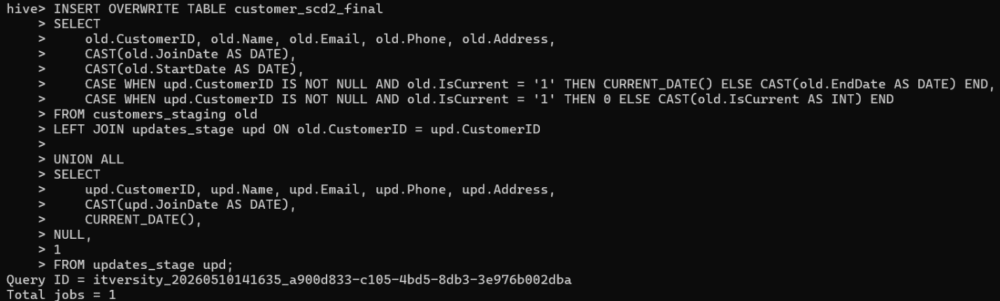 hive> INSERT OVERWRITE TABLE customer_scd2_final
    > SELECT
    >     old.CustomerID, old.Name, old.Email, old.Phone, old.Address,
    >     CAST(old.JoinDate AS DATE),
    >     CAST(old.StartDate AS DATE),
    >     CASE WHEN upd.CustomerID IS NOT NULL AND old.IsCurrent = '1' THEN CURRENT_DATE() ELSE CAST(old.EndDate AS DATE) END,
    >     CASE WHEN upd.CustomerID IS NOT NULL AND old.IsCurrent = '1' THEN 0 ELSE CAST(old.IsCurrent AS INT) END
    > FROM customers_staging old
    > LEFT JOIN updates_stage upd ON old.CustomerID = upd.CustomerID
    >
    > UNION ALL
    > SELECT
    >     upd.CustomerID, upd.Name, upd.Email, upd.Phone, upd.Address,
    >     CAST(upd.JoinDate AS DATE),
    >     CURRENT_DATE(),
    > NULL,
    > 1
    > FROM updates_stage upd;
Query ID = itversity_20260510141635_a900d833-c105-4bd5-8db3-3e976b002dba
Total jobs = 1